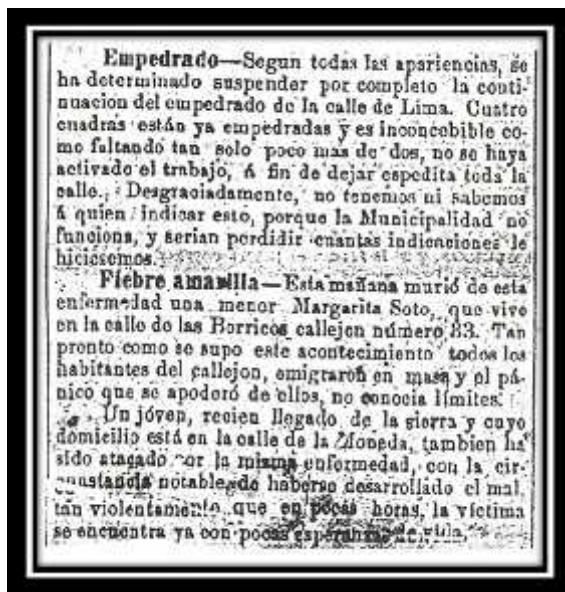 Empedrado—Segun todas las apariencias, se
ha determinado suspender por completo la conti-
nuacion del empedrado de la calle de Lima. Cuatro
cuadras están ya empedradas y es inconcebible co-
mo faltando tan solo poco mas de dos, no se haya
activado el trabajo, á fin de dejar espedita toda la
calle. Desgraciadamente, no tenemos ni sabemos
á quien indicar esto, porque la Municipalidad no
funciona, y serian perdidir cuantas indicaciones le
hiciésemos.
Fiebre amarilla—Esta mañana murió de esta
enfermedad una menor Margarita Soto, que vive
en la calle de las Borricos callejon número 83. Tan
pronto como se supo este acontecimiento todos los
habitantes del callejon, emigraron en masa y el pá-
nico que se apoderó de ellos, no conocia límites.
Un jóven, recien llegado de la sierra y cuyo
domicilio está en la calle de la Moneda, tambien ha
sido atacado por la misma enfermedad, con la cir-
cunstancia notable de haberse desarrollado el mal
tan violentamente que en pocas horas, la víctima
se encuentra ya con pocas esperanzas de vida.